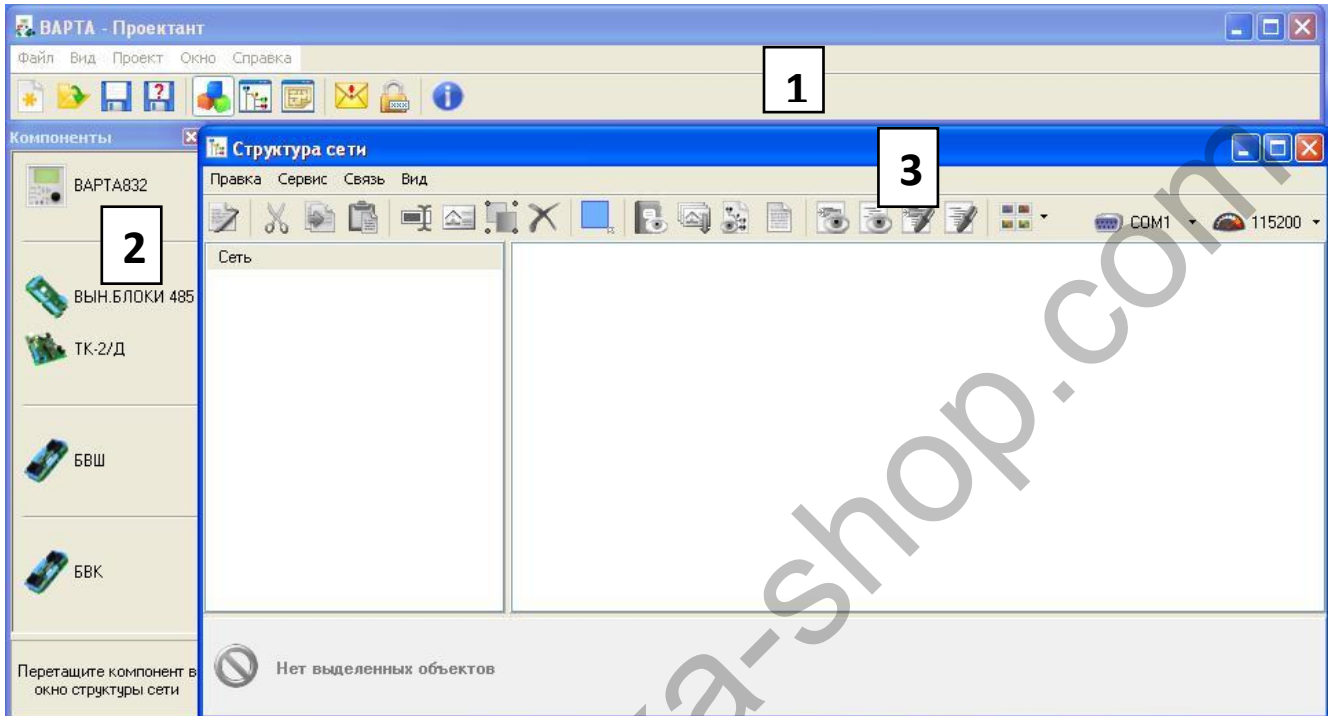 ВАРТА - Проектант
Файл Вид Проект Окно Справка
1
Компоненты
ВАРТА832
2
ВЫН.БЛОКИ 485
ТК-2/Д
БВШ
БВК
Перетащите компонент в
окно структуры сети
Структура сети
3
Правка Сервис Связь Вид
COM1 115200
Сеть
Нет выделенных объектов
ka-shop.com